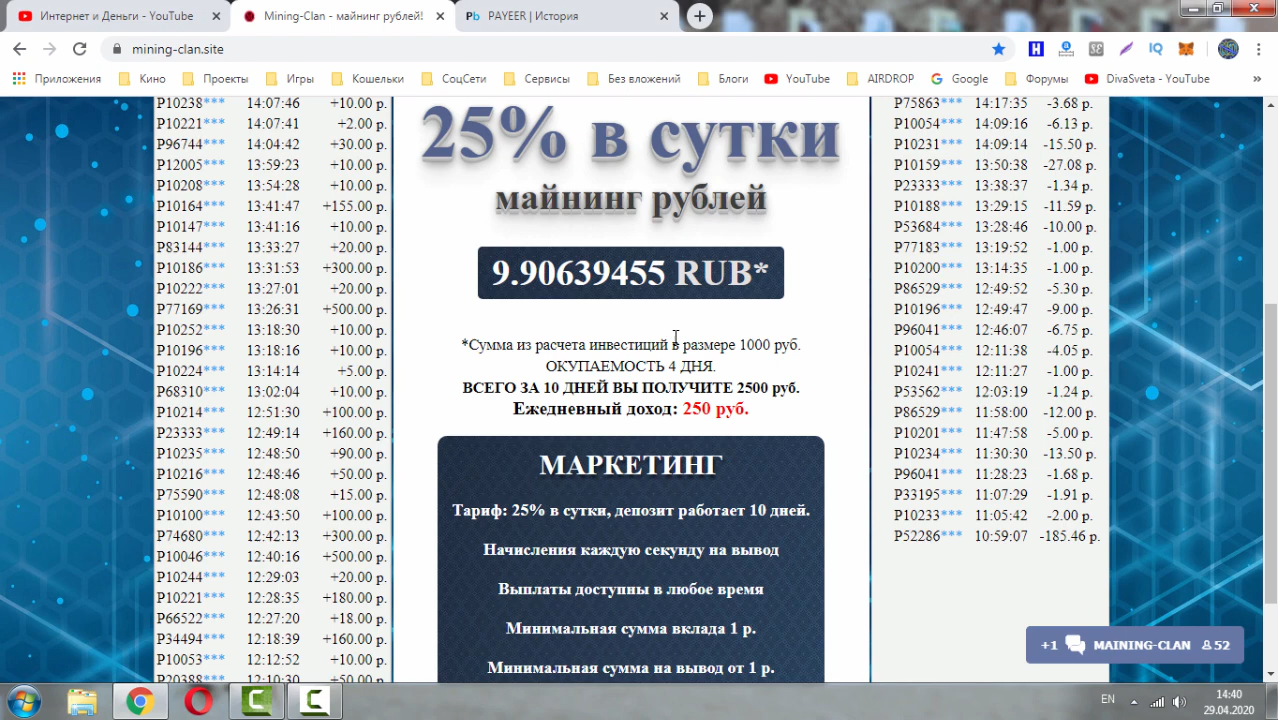 Интернет и Деньги - YouTube
Mining-Clan - майнинг рублей!
PAYEER | История
mining-clan.site
Приложения Кино Проекты Игры Кошельки СоцСети Сервисы Без вложений Блоги YouTube AIRDROP Google Форумы DivaSveta - YouTube »
P10238*** 14:07:46 +10.00 р.
P10221*** 14:07:41 +2.00 р.
P96744*** 14:04:42 +30.00 р.
P12005*** 13:59:23 +10.00 р.
P10208*** 13:54:28 +10.00 р.
P10164*** 13:41:47 +155.00 р.
P10147*** 13:41:16 +10.00 р.
P83144*** 13:33:27 +20.00 р.
P10186*** 13:31:53 +300.00 р.
P10222*** 13:27:01 +20.00 р.
P77169*** 13:26:31 +500.00 р.
P10252*** 13:18:30 +10.00 р.
P10196*** 13:18:16 +10.00 р.
P10224*** 13:14:14 +5.00 р.
P68310*** 13:02:04 +10.00 р.
P10214*** 12:51:30 +100.00 р.
P23333*** 12:49:14 +160.00 р.
P10235*** 12:48:50 +90.00 р.
P10216*** 12:48:46 +50.00 р.
P75590*** 12:48:08 +15.00 р.
P10100*** 12:43:50 +100.00 р.
P74680*** 12:42:13 +300.00 р.
P10046*** 12:40:16 +500.00 р.
P10244*** 12:29:03 +20.00 р.
P10221*** 12:28:35 +180.00 р.
P66522*** 12:27:20 +18.00 р.
P34494*** 12:18:39 +160.00 р.
P10053*** 12:12:52 +10.00 р.
P20388*** 12:10:30 +50.00 р.
25% в сутки
майнинг рублей
9.90639455 RUB*
*Сумма из расчета инвестиций в размере 1000 руб.
ОКУПАЕМОСТЬ 4 ДНЯ.
ВСЕГО ЗА 10 ДНЕЙ ВЫ ПОЛУЧИТЕ 2500 руб.
Ежедневный доход: 250 руб.
МАРКЕТИНГ
Тариф: 25% в сутки, депозит работает 10 дней.
Начисления каждую секунду на вывод
Выплаты доступны в любое время
Минимальная сумма вклада 1 р.
Минимальная сумма на вывод от 1 р.
P75863*** 14:17:35 -3.68 р.
P10054*** 14:09:16 -6.13 р.
P10231*** 14:09:14 -15.50 р.
P10159*** 13:50:38 -27.08 р.
P23333*** 13:38:37 -1.34 р.
P10188*** 13:29:15 -11.59 р.
P53684*** 13:28:46 -10.00 р.
P77183*** 13:19:52 -1.00 р.
P10200*** 13:14:35 -1.00 р.
P86529*** 12:49:52 -5.30 р.
P10196*** 12:49:47 -9.00 р.
P96041*** 12:46:07 -6.75 р.
P10054*** 12:11:38 -4.05 р.
P10241*** 12:11:27 -1.00 р.
P53562*** 12:03:19 -1.24 р.
P86529*** 11:58:00 -12.00 р.
P10201*** 11:47:58 -5.00 р.
P10234*** 11:30:30 -13.50 р.
P96041*** 11:28:23 -1.68 р.
P33195*** 11:07:29 -1.91 р.
P10233*** 11:05:42 -2.00 р.
P52286*** 10:59:07 -185.46 р.
+1 MAINING-CLAN 52
EN
14:40
29.04.2020